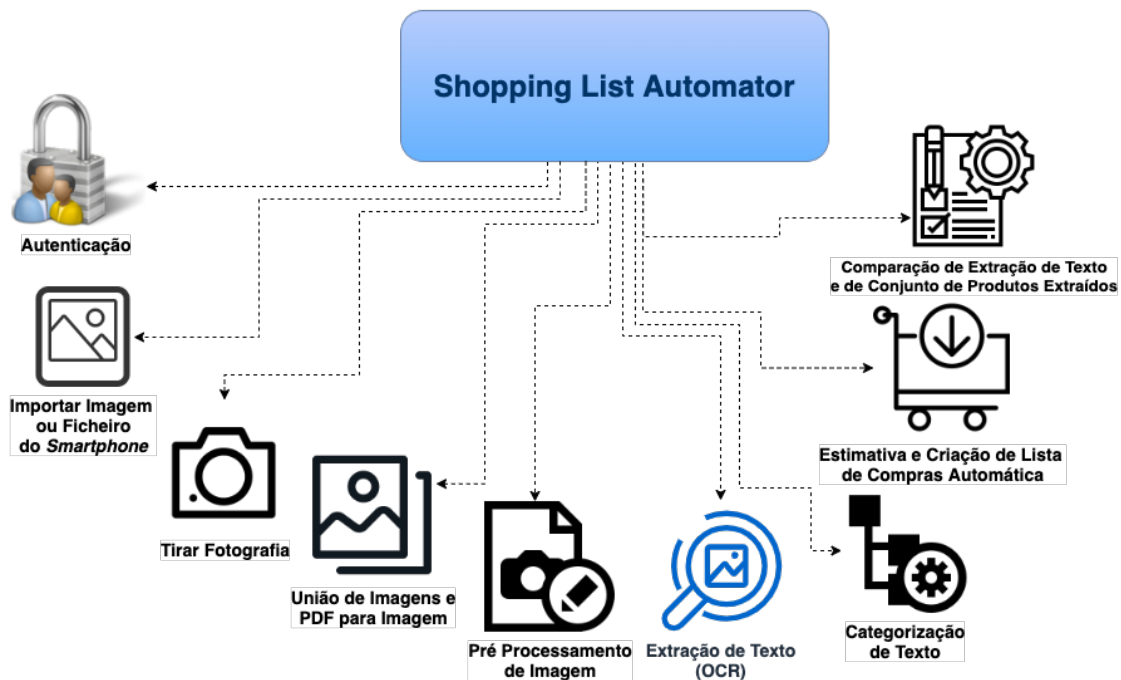 Shopping List Automator
Autenticação
Importar Imagem
ou Ficheiro
do Smartphone
Tirar Fotografia
União de Imagens e
PDF para Imagem
Pré Processamento
de Imagem
Extração de Texto
(OCR)
Categorização
de Texto
Estimativa e Criação de Lista
de Compras Automática
Comparação de Extração de Texto
e de Conjunto de Produtos Extraídos